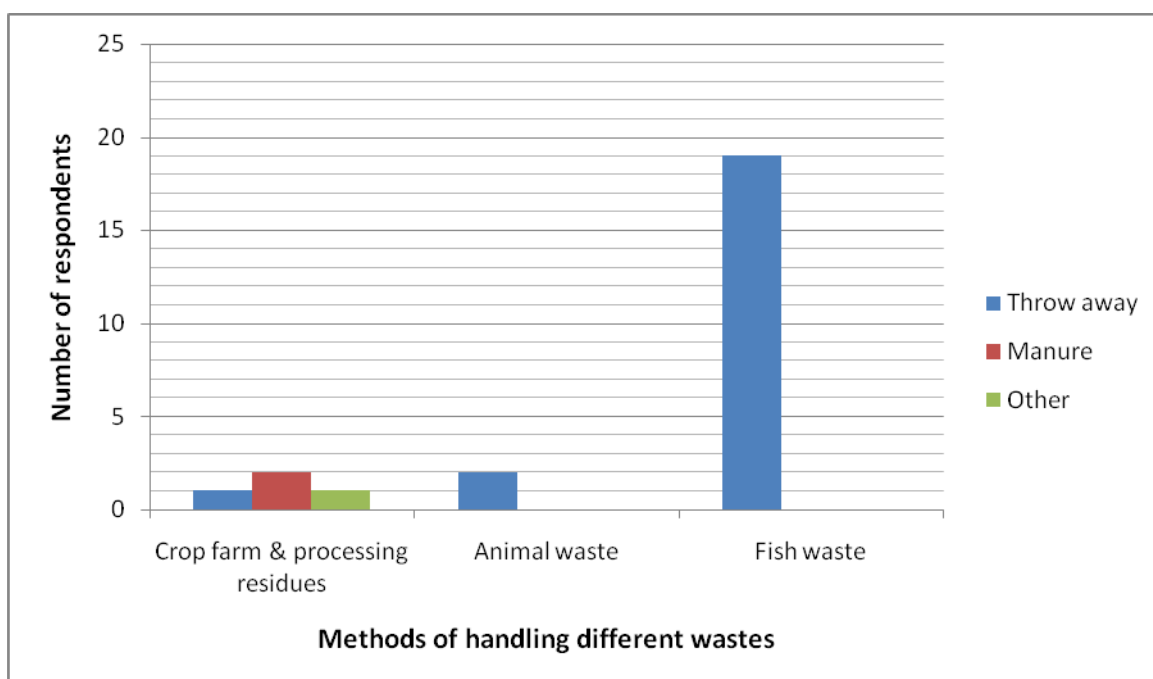 25
20
15
10
5
0
Number of respondents
Crop farm & processing
residues
Animal waste
Fish waste
Methods of handling different wastes
Throw away
Manure
Other